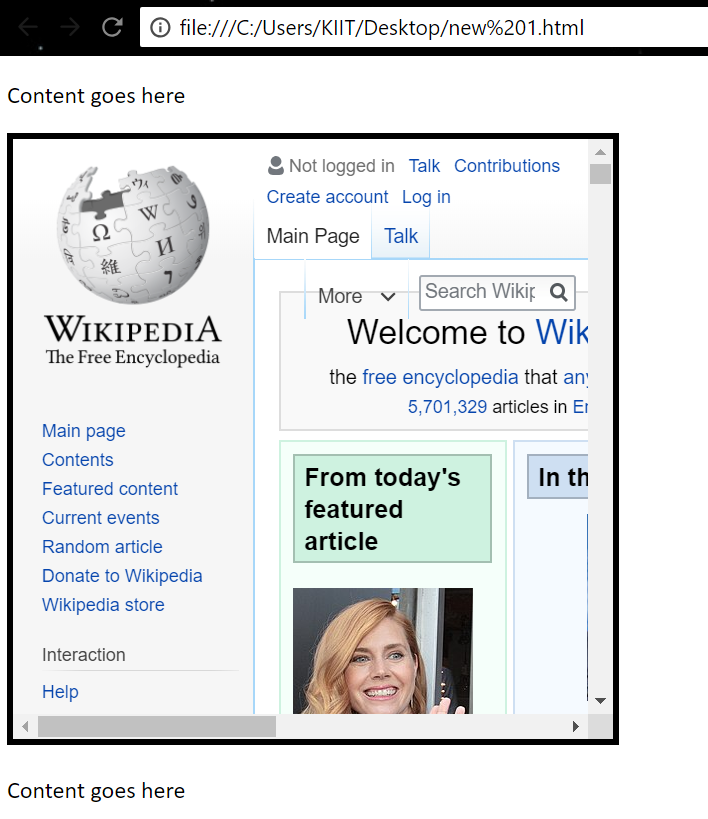 file:///C:/Users/KIIT/Desktop/new%201.html
Content goes here
Not logged in Talk Contributions
Create account Log in
Main Page Talk
More
Search Wikip
WIKIPEDIA
The Free Encyclopedia
Welcome to Wik
the free encyclopedia that any
5,701,329 articles in En
Main page
Contents
Featured content
Current events
Random article
Donate to Wikipedia
Wikipedia store
Interaction
Help
From today's
featured
article
In th
Content goes here